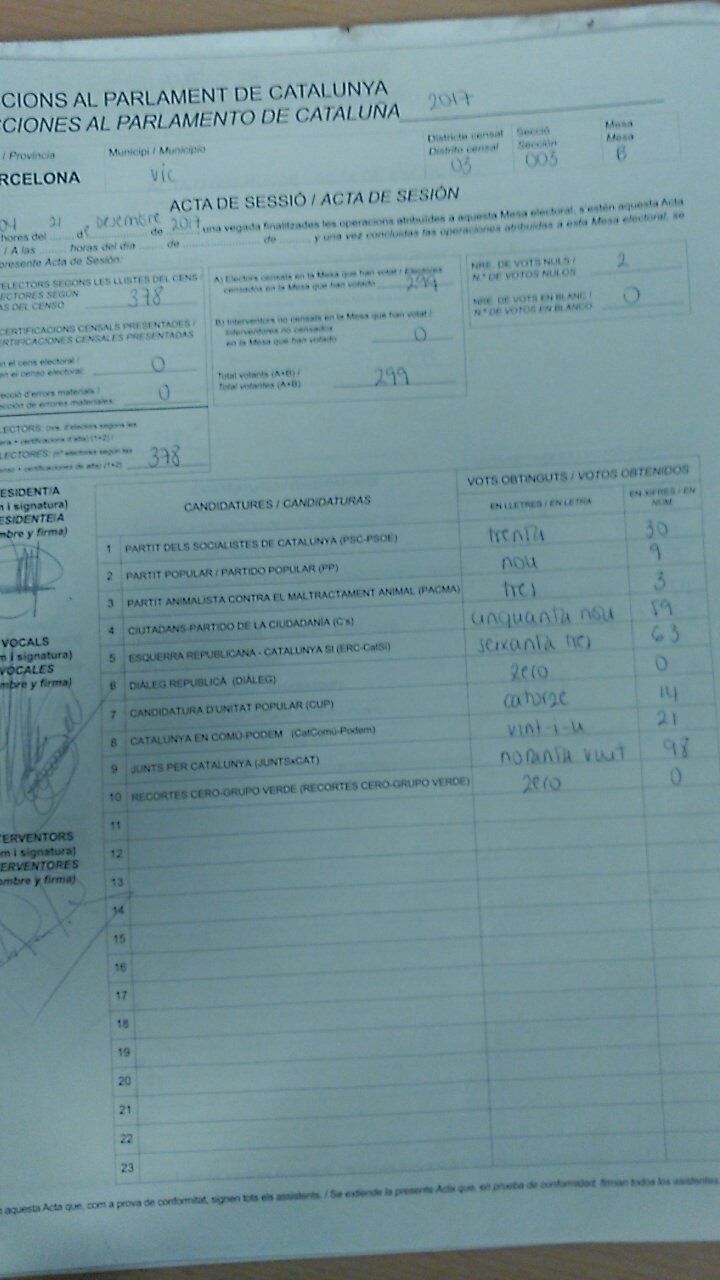 CIONS AL PARLAMENT DE CATALUNYA 2017
CCIONES AL PARLAMENTO DE CATALUÑA
/ Provincia Municipi / Municipio Districte censal Distrito censal Secció Sección Mesa Mesa
RCELONA Vic 03 003 B
ACTA DE SESSIÓ / ACTA DE SESIÓN
hores del 21 de Desembre de 2017 una vegada finalitzades les operacions atribuïdes a aquesta Mesa electoral, s'estén aquesta Acta
/ A las ........ horas del día ........ de ........ de ........ y una vez concluidas las operaciones atribuidas a esta Mesa electoral, se
presente Acta de Sesión:
ELECTORS SEGONS LES LLISTES DEL CENS
ECTORES SEGÚN
AS DEL CENSO 378
CERTIFICACIONS CENSALS PRESENTADES /
ERTIFICACIONES CENSALES PRESENTADAS
n el cens electoral /
en el censo electoral: 0
ecció d'errors materials /
cción de errores materiales: 0
LECTORS: (nre. d'electors segons les
era + certificacions d'alta) (1+2) /
LECTORES: (nº electores según las
enso + certificaciones de alta) (1+2) 378
A) Electors censats en la Mesa que han votat / Electores
censados en la Mesa que han votado 299
B) Interventors no censats en la Mesa que han votat /
Interventores no censados
en la Mesa que han votado 0
Total votants (A+B) /
Total votantes (A+B) 299
NRE. DE VOTS NULS /
N.º DE VOTOS NULOS 2
NRE. DE VOTS EN BLANC /
N.º DE VOTOS EN BLANCO 0
ESIDENT/A
m i signatura)
ESIDENTE/A
mbre y firma)
VOCALS
m i signatura)
VOCALES
mbre y firma)
TERVENTORS
m i signatura)
ERVENTORES
ombre y firma)
CANDIDATURES / CANDIDATURAS VOTS OBTINGUTS / VOTOS OBTENIDOS
EN LLETRES / EN LETRA EN XIFRES / EN NÚM.
1 PARTIT DELS SOCIALISTES DE CATALUNYA (PSC-PSOE) trenta 30
2 PARTIT POPULAR / PARTIDO POPULAR (PP) nou 9
3 PARTIT ANIMALISTA CONTRA EL MALTRACTAMENT ANIMAL (PACMA) tres 3
4 CIUTADANS-PARTIDO DE LA CIUDADANÍA (C's) cinquanta nou 59
5 ESQUERRA REPUBLICANA - CATALUNYA SÍ (ERC-CatSí) seixanta tres 63
6 DIÀLEG REPÚBLICA (DIÀLEG) zero 0
7 CANDIDATURA D'UNITAT POPULAR (CUP) catorze 14
8 CATALUNYA EN COMÚ-PODEM (CatComú-Podem) vint-i-u 21
9 JUNTS PER CATALUNYA (JUNTSxCAT) noranta vuit 98
10 RECORTES CERO-GRUPO VERDE (RECORTES CERO-GRUPO VERDE) zero 0
11
12
13
14
15
16
17
18
19
20
21
22
23
aquesta Acta que, com a prova de conformitat, signen tots els assistents. / Se extiende la presente Acta que, en prueba de conformidad, firman todos los asistentes.